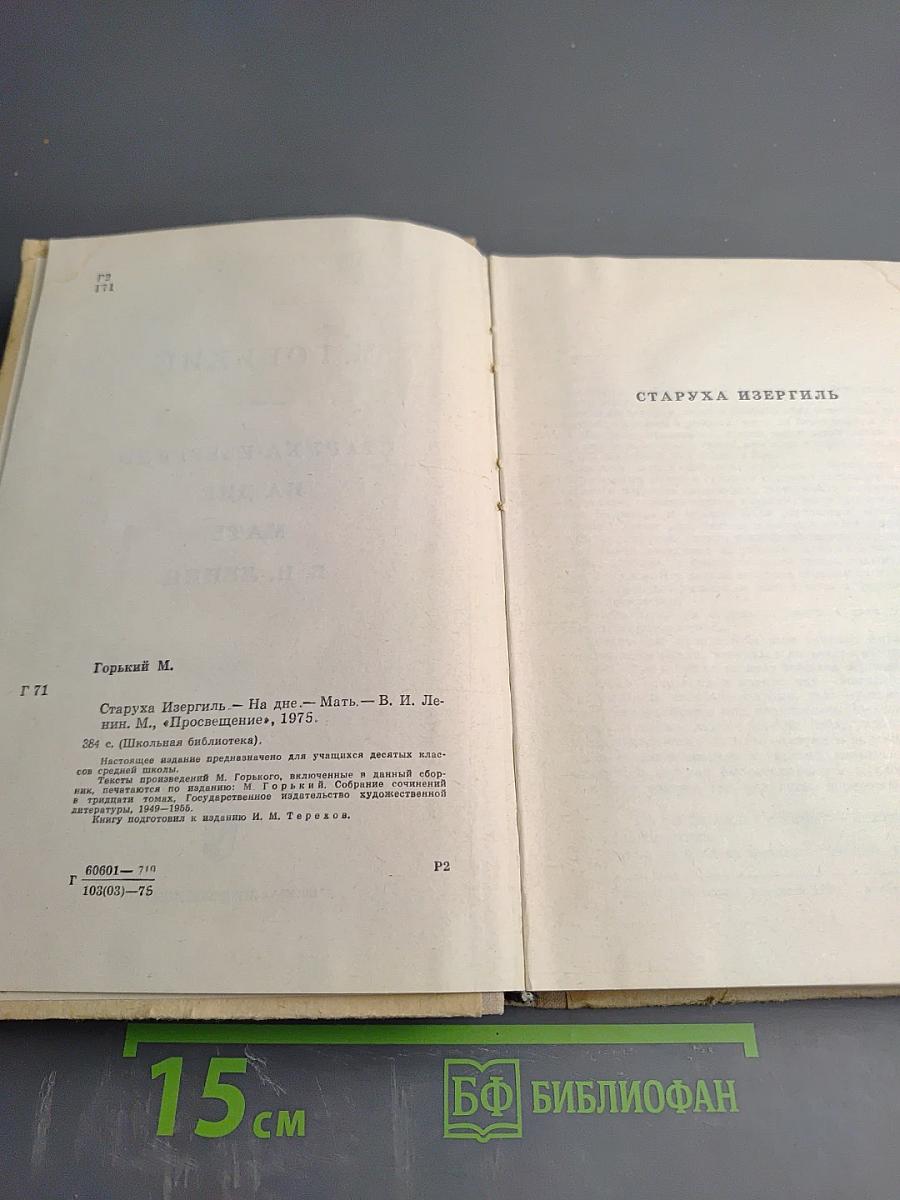 Г2
171
Горький М.
Г 71
Старуха Изергиль.— На дне.— Мать.— В. И. Ле-
нин. М., «Просвещение», 1975.
384 с. (Школьная библиотека).
Настоящее издание предназначено для учащихся десятых клас-
сов средней школы.
Тексты произведений М. Горького, включенные в данный сбор-
ник, печатаются по изданию: М. Горький. Собрание сочинений
в тридцати томах, Государственное издательство художественной
литературы, 1949—1955.
Книгу подготовил к изданию И. М. Терехов.
Г 60601—710
103(03)—75
Р2
СТАРУХА ИЗЕРГИЛЬ
15 см
БФ БИБЛИОФАН